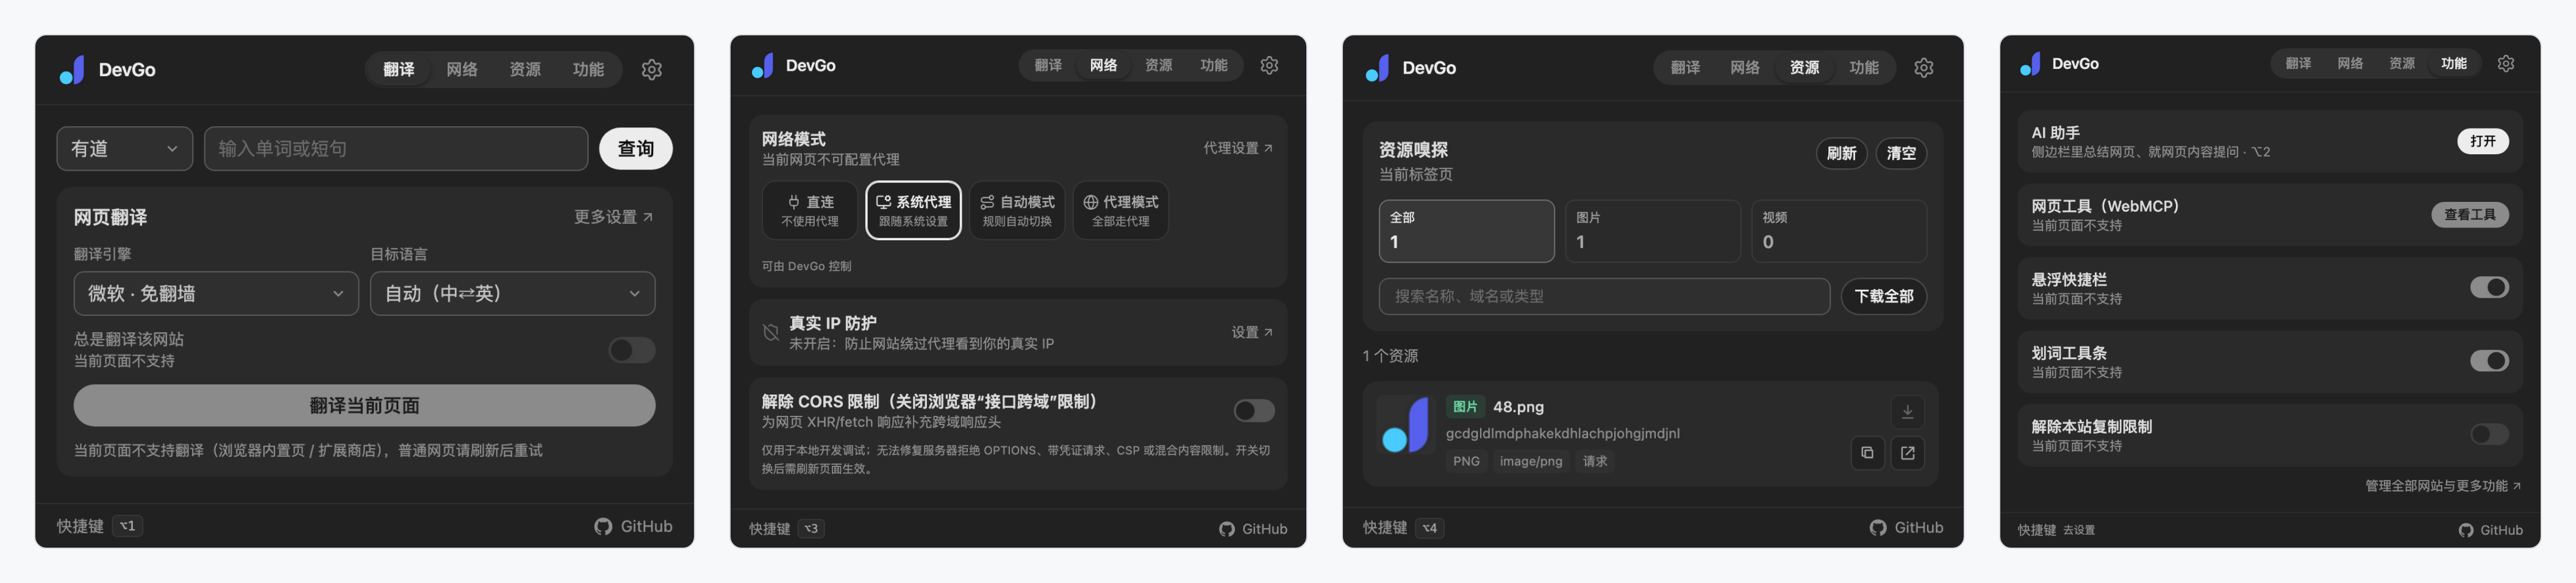 DevGo
翻译 网络 资源 功能
有道
输入单词或短句
查询
网页翻译
更多设置 ↗
翻译引擎
目标语言
微软 · 免翻墙
自动（中⇄英）
总是翻译该网站
当前页面不支持
翻译当前页面
当前页面不支持翻译（浏览器内置页 / 扩展商店），普通网页请刷新后重试
快捷键 ⌥1
GitHub
DevGo
翻译 网络 资源 功能
网络模式
当前网页不可配置代理
代理设置 ↗
直连
不使用代理
系统代理
跟随系统设置
自动模式
规则自动切换
代理模式
全部走代理
可由 DevGo 控制
真实 IP 防护
未开启：防止网站绕过代理看到你的真实 IP
设置 ↗
解除 CORS 限制（关闭浏览器“接口跨域”限制）
为网页 XHR/fetch 响应补充跨域响应头
仅用于本地开发调试；无法修复服务器拒绝 OPTIONS、带凭证请求、CSP 或混合内容限制。开关切
换后需刷新页面生效。
快捷键 ⌥3
GitHub
DevGo
翻译 网络 资源 功能
资源嗅探
当前标签页
刷新
清空
全部
1
图片
1
视频
0
搜索名称、域名或类型
下载全部
1 个资源
图片 48.png
gcdgldlmdphakekdhlachpjohgjmdjnl
PNG image/png 请求
快捷键 ⌥4
GitHub
DevGo
翻译 网络 资源 功能
AI 助手
侧边栏里总结网页、就网页内容提问 · ⌥2
打开
网页工具（WebMCP）
当前页面不支持
查看工具
悬浮快捷栏
当前页面不支持
划词工具条
当前页面不支持
解除本站复制限制
当前页面不支持
管理全部网站与更多功能 ↗
快捷键 去设置
GitHub